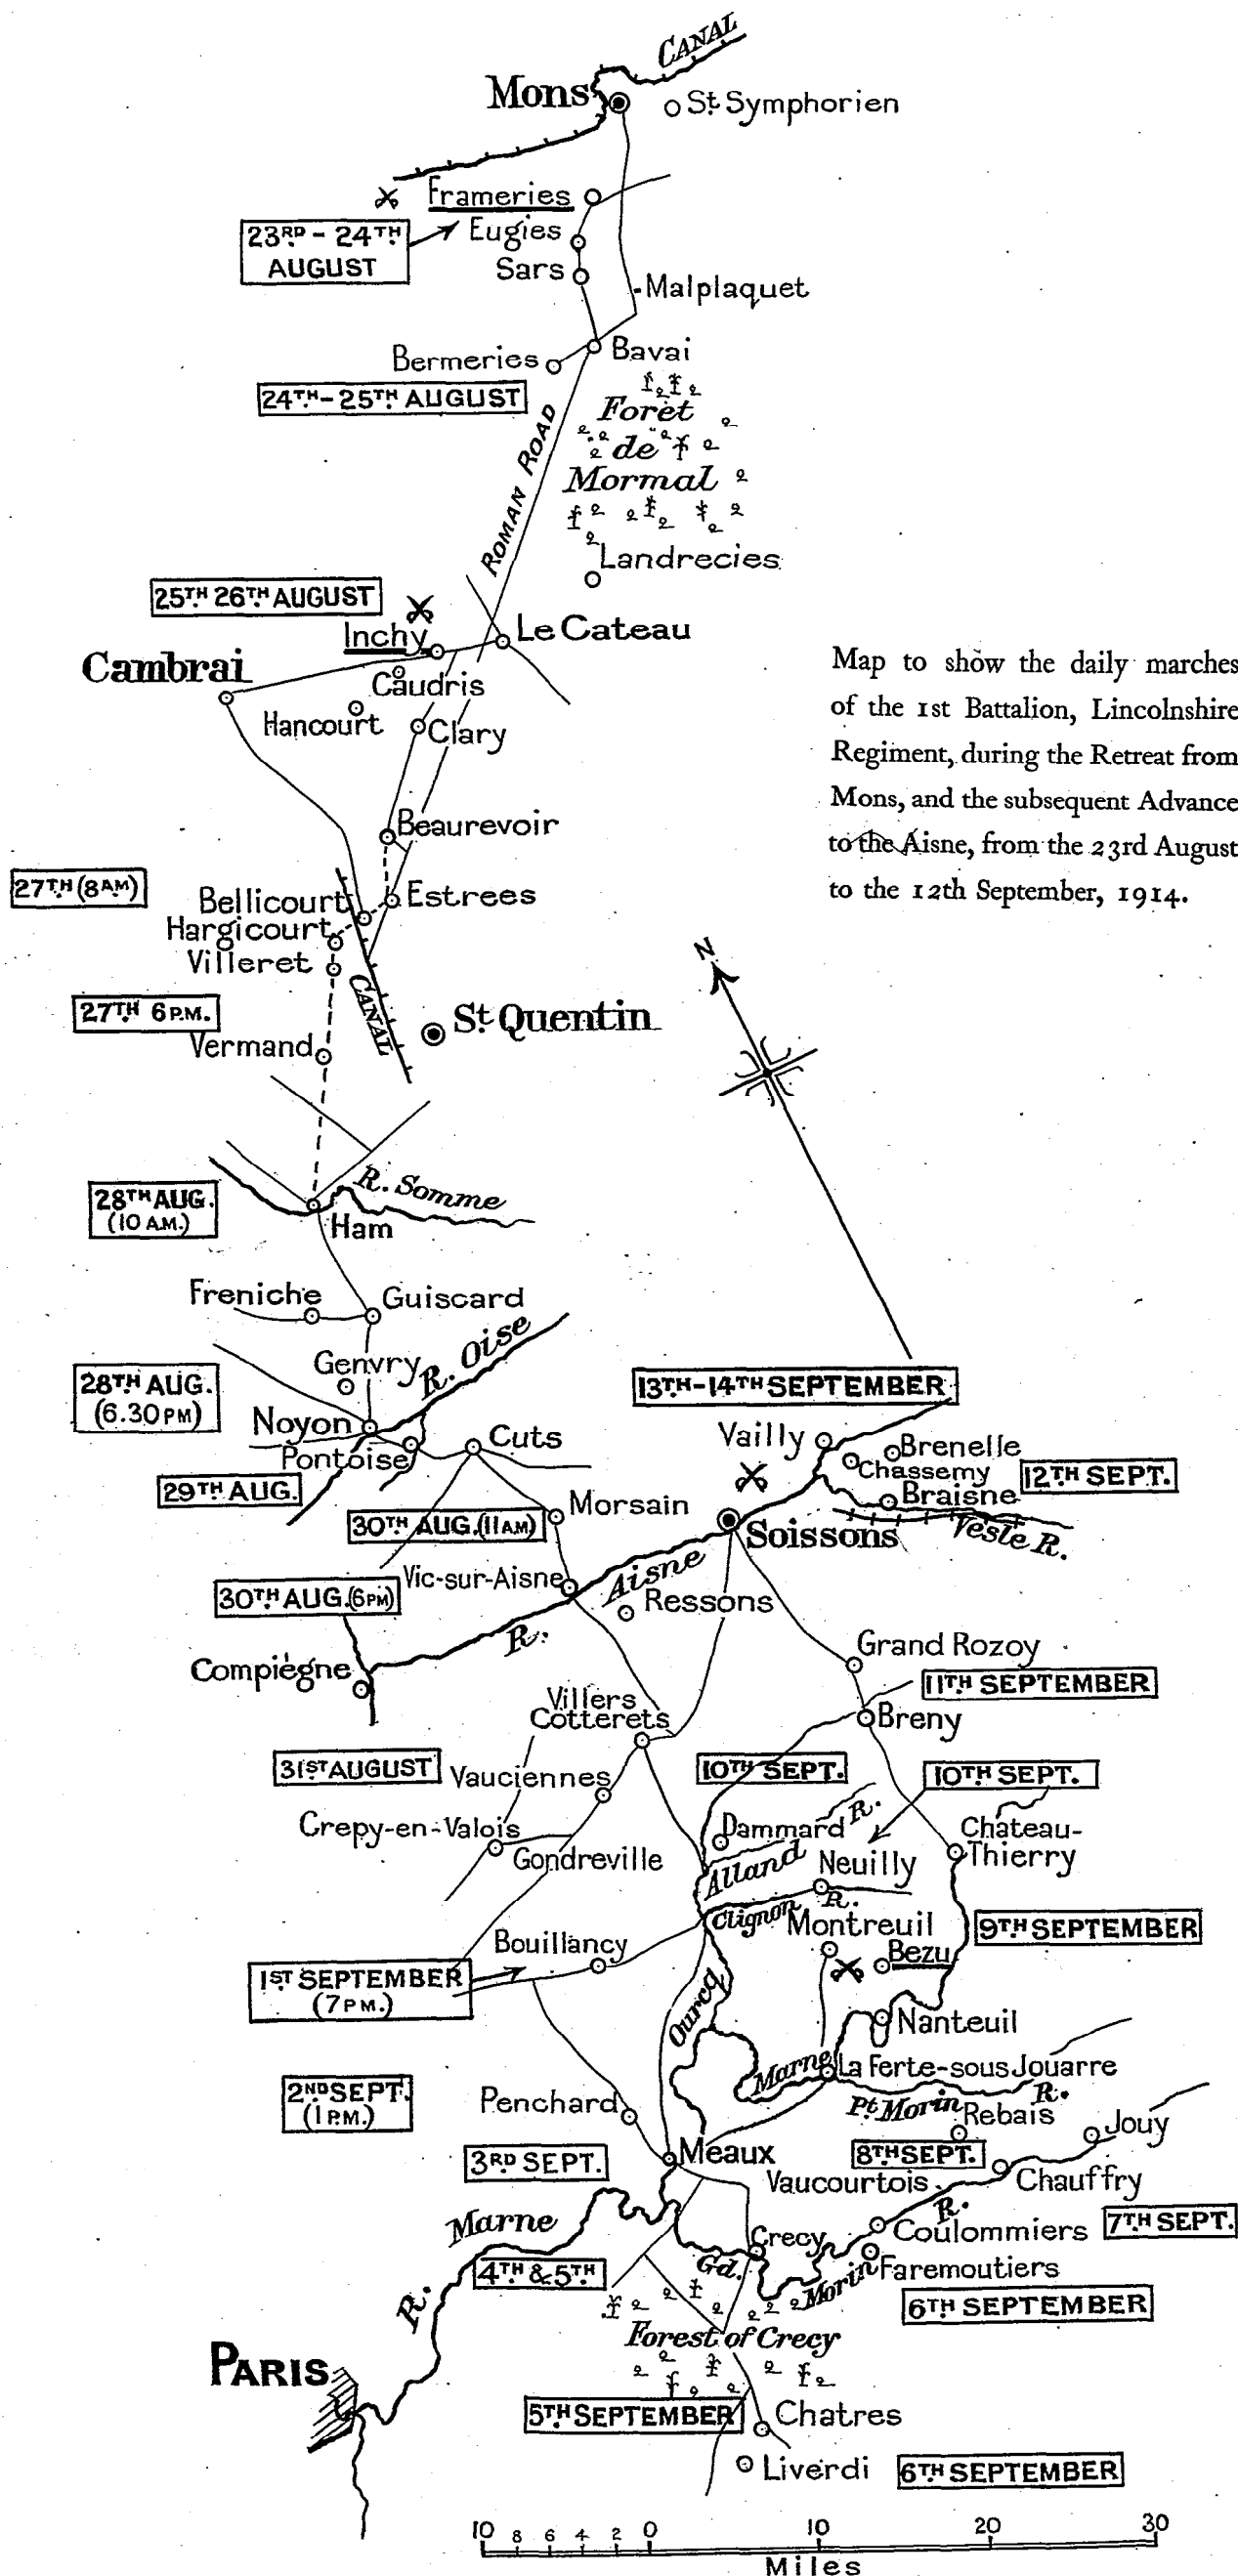 CANAL
Mons
St. Symphorien
Frameries
23RD - 24TH
AUGUST
Eugies
Sars
Malplaquet
Bermeries
Bavai
24TH - 25TH AUGUST
Forêt
de
Mormal
ROMAN ROAD
Landrecies
25TH 26TH AUGUST
Inchy
Le Cateau
Cambrai
Caudris
Hancourt
Clary
Map to show the daily marches
of the 1st Battalion, Lincolnshire
Regiment, during the Retreat from
Mons, and the subsequent Advance
to the Aisne, from the 23rd August
to the 12th September, 1914.
Beaurevoir
27TH (8AM)
Estrees
Bellicourt
Hargicourt
Villeret
CANAL
N
27TH 6P.M.
St. Quentin
Vermand
R. Somme
28TH AUG.
(10 A.M.)
Ham
Freniche
Guiscard
R. Oise
Genvry
28TH AUG.
(6.30 PM)
13TH-14TH SEPTEMBER
Noyon
Pontoise
Cuts
Vailly
Brenelle
Chassemy
12TH SEPT.
29TH AUG.
Braisne
Morsain
30TH AUG. (11AM)
Soissons
Vesle R.
Vic-sur-Aisne
R. Aisne
30TH AUG. (6PM)
Ressons
Compiègne
Grand Rozoy
11TH SEPTEMBER
Villers
Cotterets
Breny
31ST AUGUST
Vauciennes
10TH SEPT.
10TH SEPT.
Crepy-en-Valois
Gondreville
Dammard
Alland R.
Château-
Thierry
Neuilly
Clignon R.
Montreuil
9TH SEPTEMBER
Bouillancy
Bezu
1ST SEPTEMBER
(7PM.)
Ourcq
Nanteuil
Marne
La Ferte-sous Jouarre
2ND SEPT.
(1 P.M.)
Penchard
Pt. Morin R.
Rebais
Jouy
Meaux
8TH SEPT.
3RD SEPT.
Vaucourtois
Chauffry
R. Marne
Crecy
Coulommiers
7TH SEPT.
4TH & 5TH
Gd. Morin R.
Faremoutiers
6TH SEPTEMBER
Forest of Crecy
PARIS
5TH SEPTEMBER
Chatres
Liverdi
6TH SEPTEMBER
10 8 6 4 2 0 10 20 30
Miles